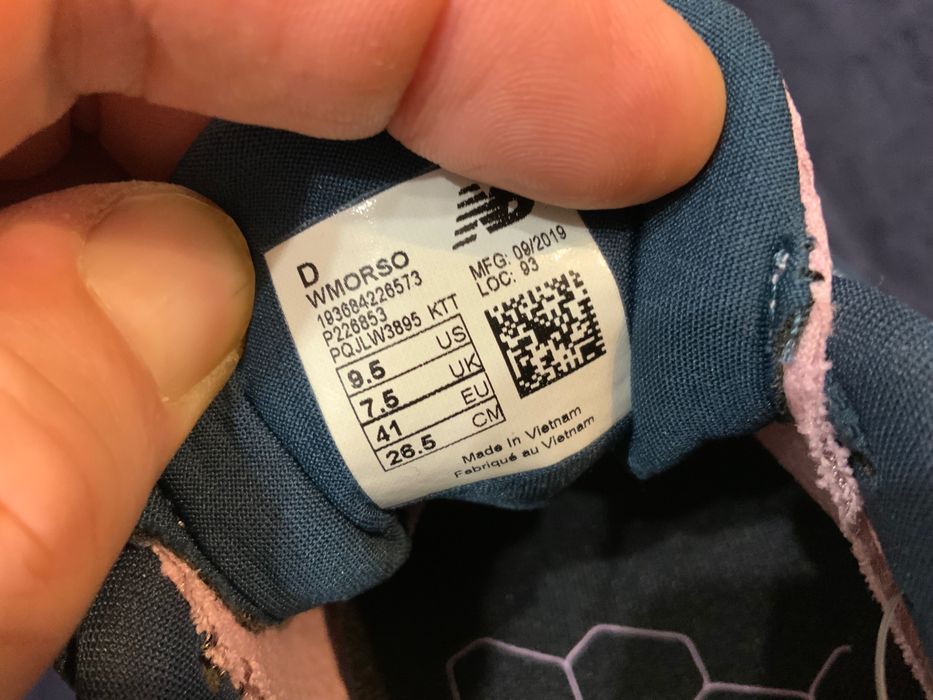 NB
D
WMORSO
193684226573
P226853
PQJLW3895 KTT
MFG: 09/2019
LOC: 93
9.5 US
7.5 UK
41 EU
26.5 CM
Made in Vietnam
Fabriqué au Vietnam